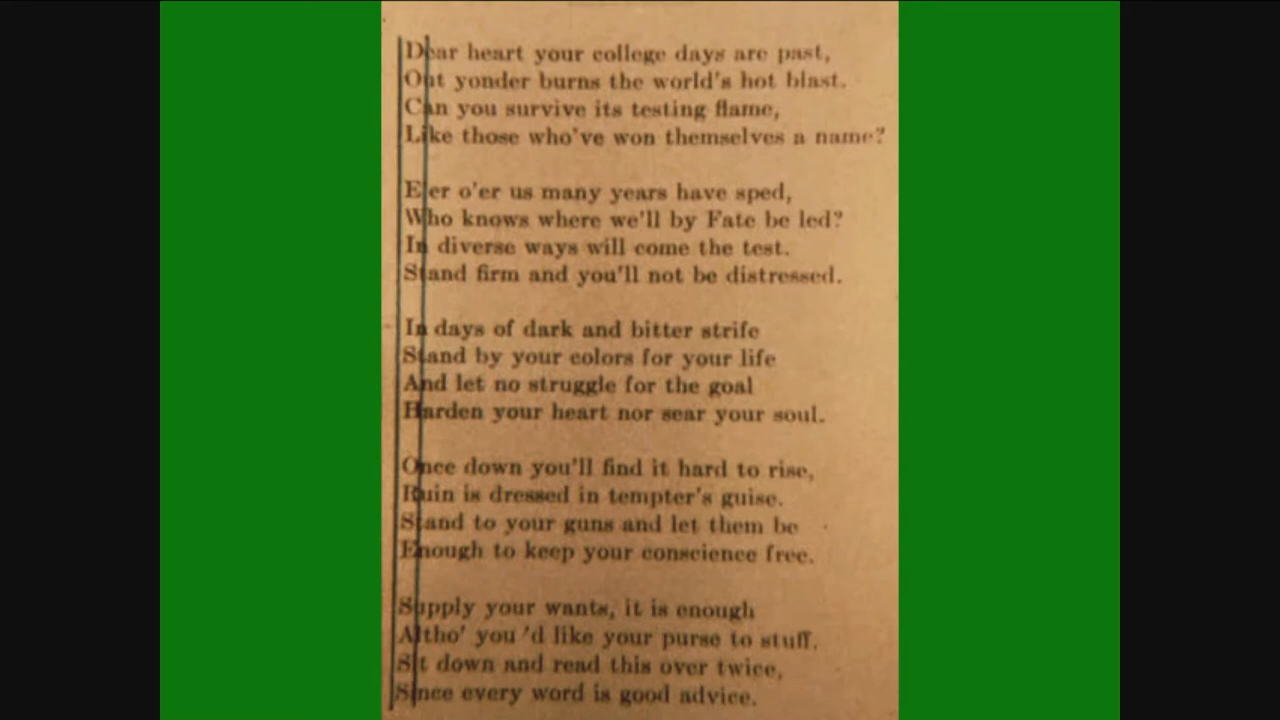 Dear heart your college days are past,
Out yonder burns the world's hot blast.
Can you survive its testing flame,
Like those who've won themselves a name?
E'er o'er us many years have sped,
Who knows where we'll by Fate be led?
In diverse ways will come the test.
Stand firm and you'll not be distressed.
In days of dark and bitter strife
Stand by your colors for your life
And let no struggle for the goal
Harden your heart nor sear your soul.
Once down you'll find it hard to rise,
Ruin is dressed in tempter's guise.
Stand to your guns and let them be
Enough to keep your conscience free.
Supply your wants, it is enough
Altho' you 'd like your purse to stuff.
Sit down and read this over twice,
Since every word is good advice.